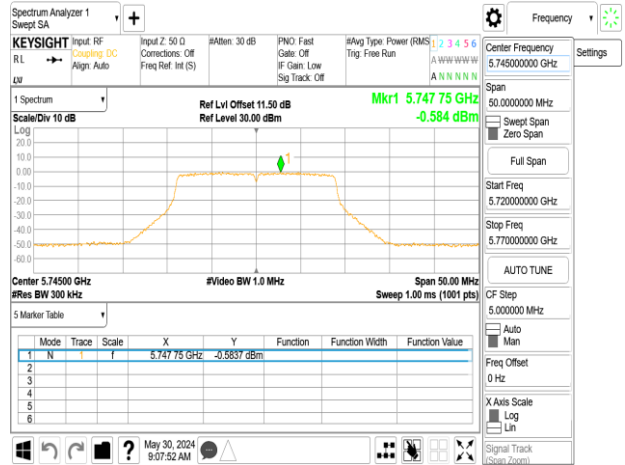 Spectrum Analyzer 1
Swept SA
Frequency
KEYSIGHT
RL
Input: RF
Coupling: DC
Align: Auto
Input Z: 50 Ω
Corrections: Off
Freq Ref: Int (S)
#Atten: 30 dB
PNO: Fast
Gate: Off
IF Gain: Low
Sig Track: Off
#Avg Type: Power (RMS
Trig: Free Run
1 2 3 4 5 6
A W W W W W
A N N N N N
Center Frequency
5.745000000 GHz
Settings
1 Spectrum
Scale/Div 10 dB
Ref Lvl Offset 11.50 dB
Ref Level 30.00 dBm
Mkr1 5.747 75 GHz
-0.584 dBm
Log
20.0
10.0
0.00
-10.0
-20.0
-30.0
-40.0
-50.0
-60.0
1
Center 5.74500 GHz
#Res BW 300 kHz
#Video BW 1.0 MHz
Span 50.00 MHz
Sweep 1.00 ms (1001 pts)
Span
50.0000000 MHz
Swept Span
Zero Span
Full Span
Start Freq
5.720000000 GHz
Stop Freq
5.770000000 GHz
AUTO TUNE
CF Step
5.000000 MHz
Auto
Man
Freq Offset
0 Hz
X Axis Scale
Log
Lin
Signal Track
(Span Zoom)
5 Marker Table
Mode Trace Scale X Y Function Function Width Function Value
1 N 1 f 5.747 75 GHz -0.5837 dBm
2
3
4
5
6
?
May 30, 2024
9:07:52 AM